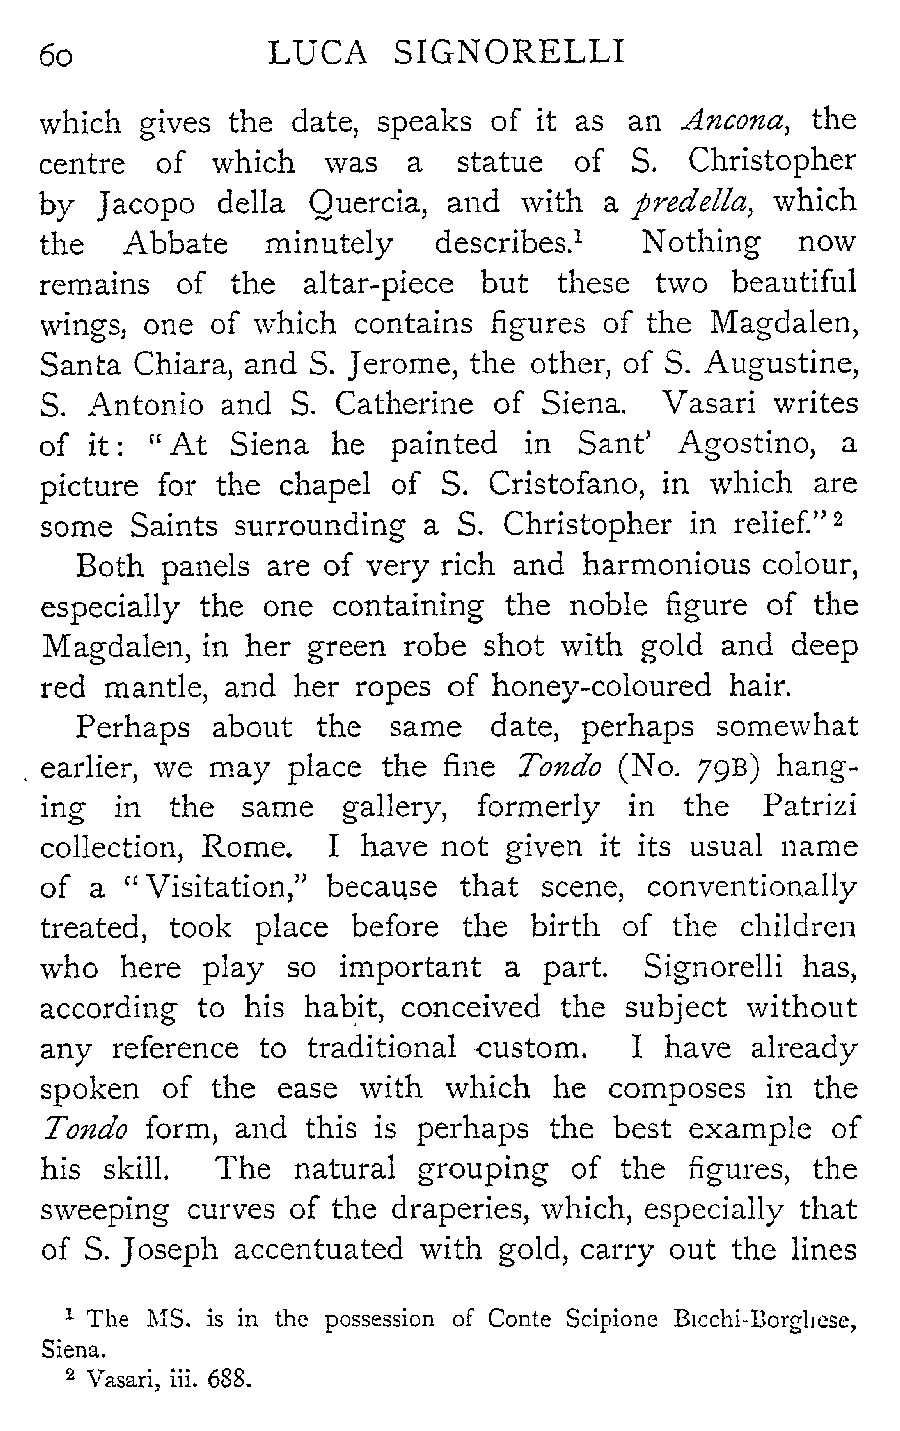 60 LUCA SIGNORELLI
which gives the date, speaks of it as an Ancona, the
centre of which was a statue of S. Christopher
by Jacopo della Quercia, and with a predella, which
the Abbate minutely describes.¹ Nothing now
remains of the altar-piece but these two beautiful
wings, one of which contains figures of the Magdalen,
Santa Chiara, and S. Jerome, the other, of S. Augustine,
S. Antonio and S. Catherine of Siena. Vasari writes
of it: "At Siena he painted in Sant' Agostino, a
picture for the chapel of S. Cristofano, in which are
some Saints surrounding a S. Christopher in relief." ²
Both panels are of very rich and harmonious colour,
especially the one containing the noble figure of the
Magdalen, in her green robe shot with gold and deep
red mantle, and her ropes of honey-coloured hair.
Perhaps about the same date, perhaps somewhat
earlier, we may place the fine Tondo (No. 79B) hang-
ing in the same gallery, formerly in the Patrizi
collection, Rome. I have not given it its usual name
of a "Visitation," because that scene, conventionally
treated, took place before the birth of the children
who here play so important a part. Signorelli has,
according to his habit, conceived the subject without
any reference to traditional custom. I have already
spoken of the ease with which he composes in the
Tondo form, and this is perhaps the best example of
his skill. The natural grouping of the figures, the
sweeping curves of the draperies, which, especially that
of S. Joseph accentuated with gold, carry out the lines
¹ The MS. is in the possession of Conte Scipione Bicchi-Borghese,
Siena.
² Vasari, iii. 688.